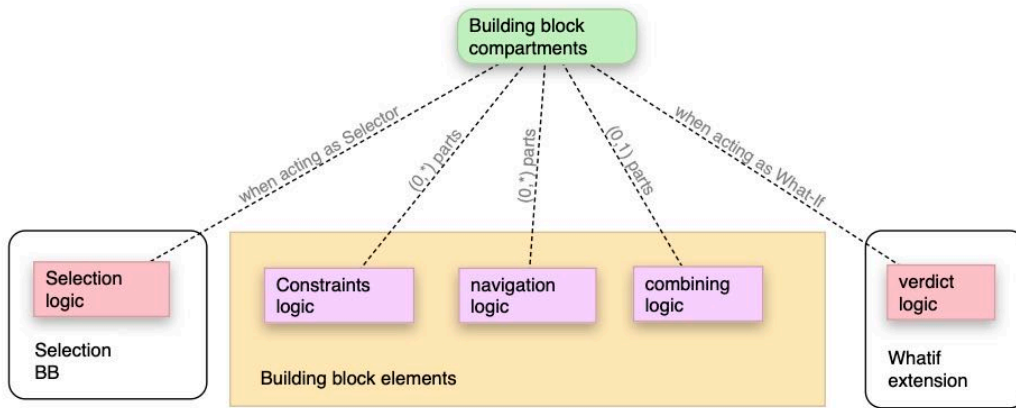 Building block
compartments
when acting as Selector
(0,*) parts
(0,*) parts
(0,1) parts
when acting as What-If
Selection
logic
Selection
BB
Constraints
logic
navigation
logic
combining
logic
Building block elements
verdict
logic
Whatif
extension